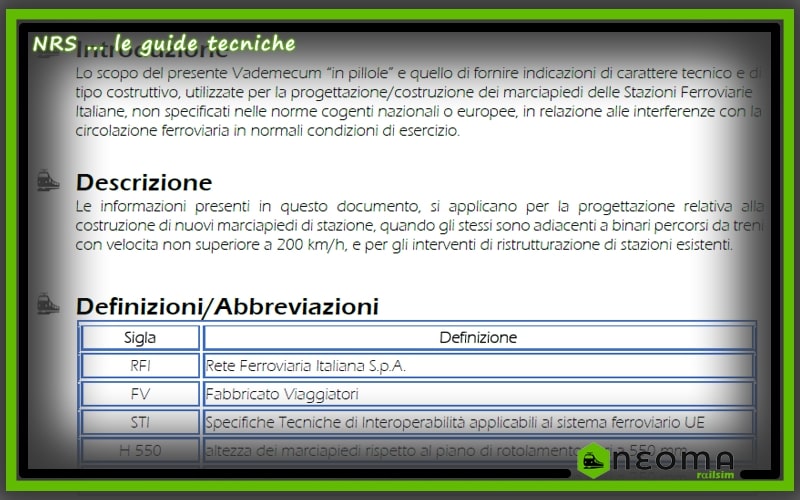 NRS ... le guide tecniche
Introduzione
Lo scopo del presente Vademecum “in pillole” e quello di fornire indicazioni di carattere tecnico e di
tipo costruttivo, utilizzate per la progettazione/costruzione dei marciapiedi delle Stazioni Ferroviarie
Italiane, non specificati nelle norme cogenti nazionali o europee, in relazione alle interferenze con la
circolazione ferroviaria in normali condizioni di esercizio.
Descrizione
Le informazioni presenti in questo documento, si applicano per la progettazione relativa alla
costruzione di nuovi marciapiedi di stazione, quando gli stessi sono adiacenti a binari percorsi da treni
con velocita non superiore a 200 km/h, e per gli interventi di ristrutturazione di stazioni esistenti.
Definizioni/Abbreviazioni
Sigla Definizione
RFI Rete Ferroviaria Italiana S.p.A.
FV Fabbricato Viaggiatori
STI Specifiche Tecniche di Interoperabilità applicabili al sistema ferroviario UE
H 550 altezza dei marciapiedi rispetto al piano di rotolamento a 550 mm
NEOMA
railsim